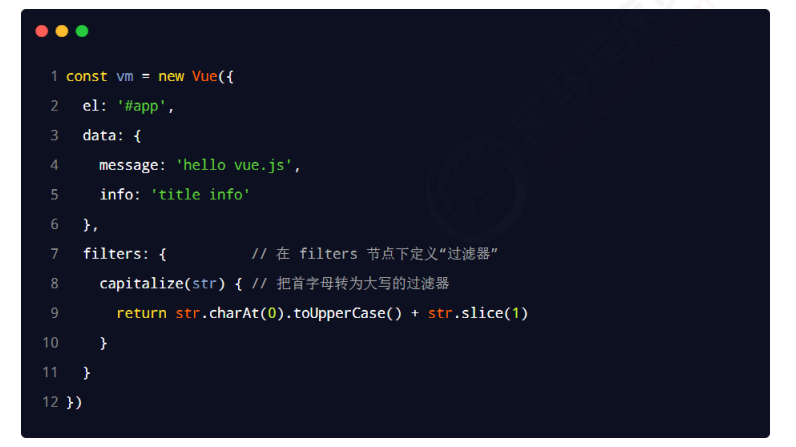 1 const vm = new Vue({
2   el: '#app',
3   data: {
4     message: 'hello vue.js',
5     info: 'title info'
6   },
7   filters: {          // 在 filters 节点下定义“过滤器”
8     capitalize(str) { // 把首字母转为大写的过滤器
9       return str.charAt(0).toUpperCase() + str.slice(1)
10     }
11   }
12 })